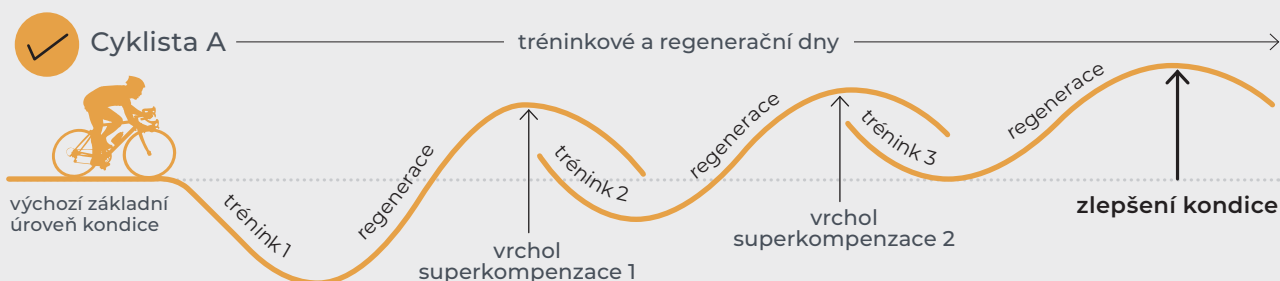 Cyklista A
tréninkové a regenerační dny
výchozí základní
úroveň kondice
trénink 1
regenerace
vrchol
superkompenzace 1
trénink 2
regenerace
vrchol
superkompenzace 2
trénink 3
regenerace
zlepšení kondice